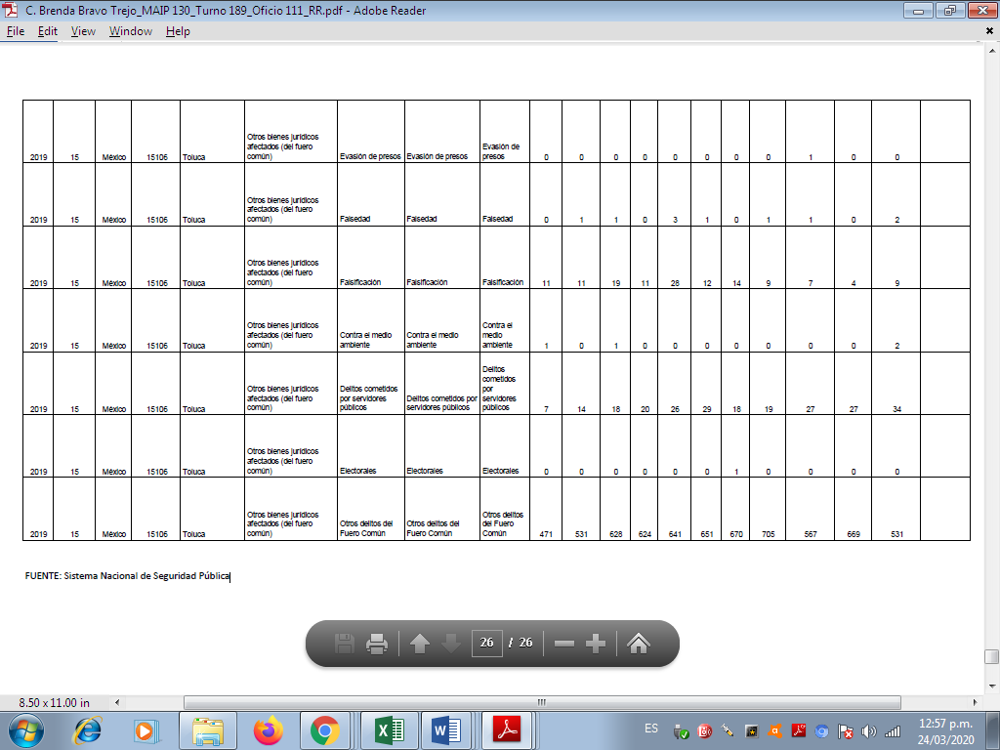 C. Brenda Bravo Trejo_MAIP 130_Turno 189_Oficio 111_RR.pdf - Adobe Reader
File Edit View Window Help
2019 15 México 15106 Toluca Otros bienes jurídicos afectados (del fuero común) Evasión de presos Evasión de presos Evasión de presos 0 0 0 0 0 0 0 0 1 0 0
2019 15 México 15106 Toluca Otros bienes jurídicos afectados (del fuero común) Falsedad Falsedad Falsedad 0 1 1 0 3 1 0 1 1 0 2
2019 15 México 15106 Toluca Otros bienes jurídicos afectados (del fuero común) Falsificación Falsificación Falsificación 11 11 19 11 28 12 14 9 7 4 9
2019 15 México 15106 Toluca Otros bienes jurídicos afectados (del fuero común) Contra el medio ambiente Contra el medio ambiente Contra el medio ambiente 1 0 1 0 0 0 0 0 0 0 2
2019 15 México 15106 Toluca Otros bienes jurídicos afectados (del fuero común) Delitos cometidos por servidores públicos Delitos cometidos por servidores públicos Delitos cometidos por servidores públicos 7 14 18 20 26 29 18 19 27 27 34
2019 15 México 15106 Toluca Otros bienes jurídicos afectados (del fuero común) Electorales Electorales Electorales 0 0 0 0 0 0 1 0 0 0 0
2019 15 México 15106 Toluca Otros bienes jurídicos afectados (del fuero común) Otros delitos del Fuero Común Otros delitos del Fuero Común Otros delitos del Fuero Común 471 531 628 624 641 651 670 705 567 669 531
FUENTE: Sistema Nacional de Seguridad Pública
26 / 26
8.50 x 11.00 in
ES
12:57 p.m.
24/03/2020